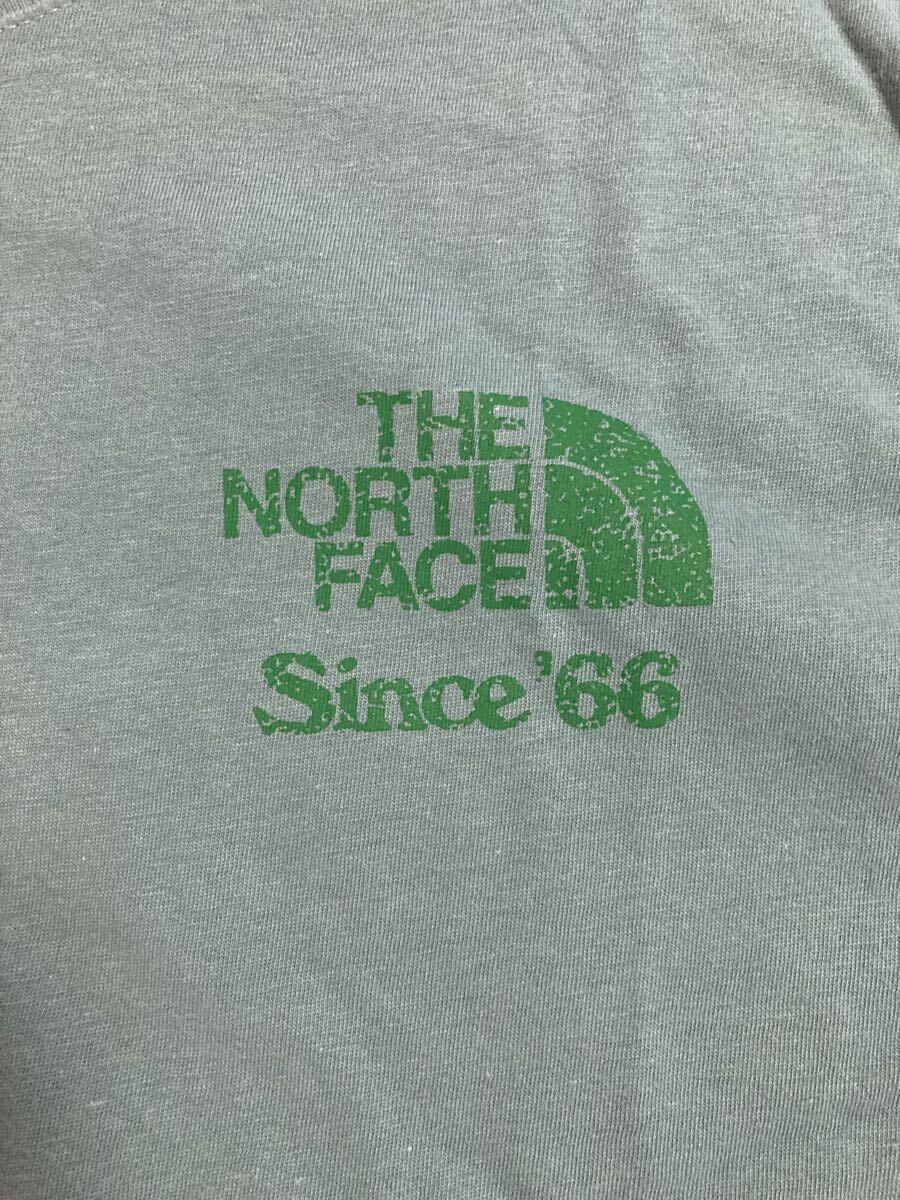 THE
NORTH
FACE
Since '66